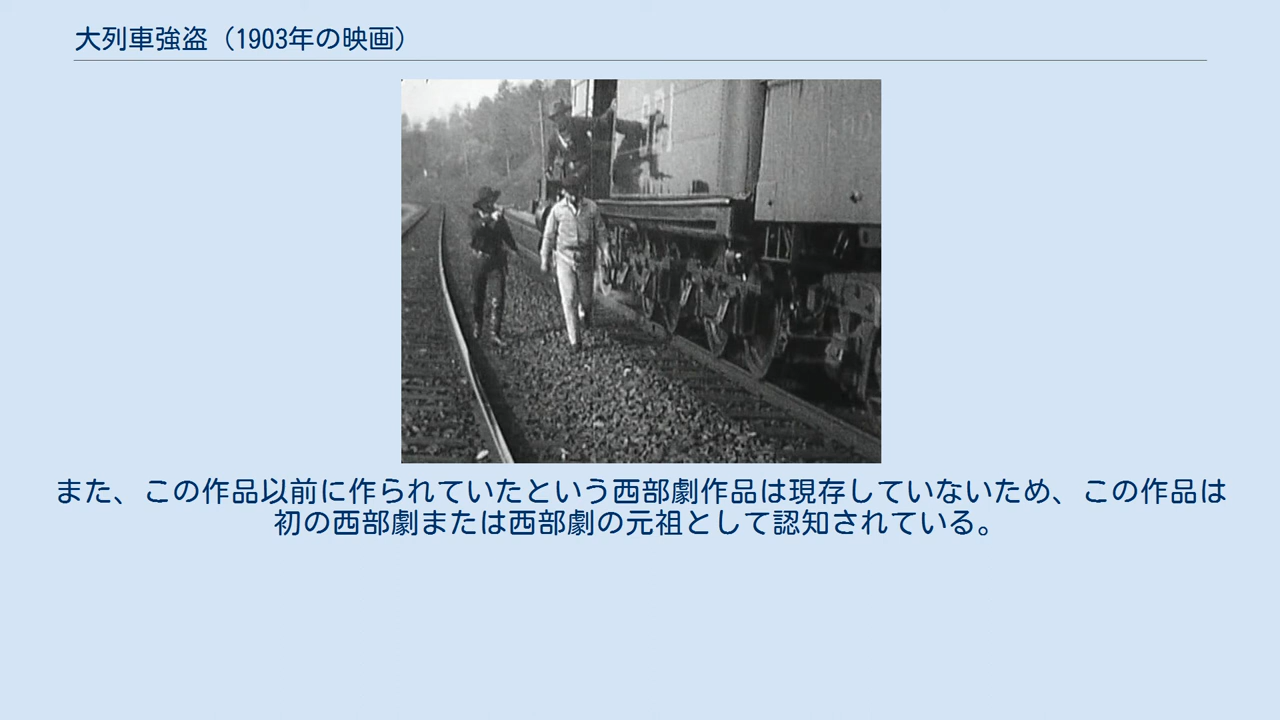 大列車強盗（1903年の映画）
また、この作品以前に作られていたという西部劇作品は現存していないため、この作品は
初の西部劇または西部劇の元祖として認知されている。